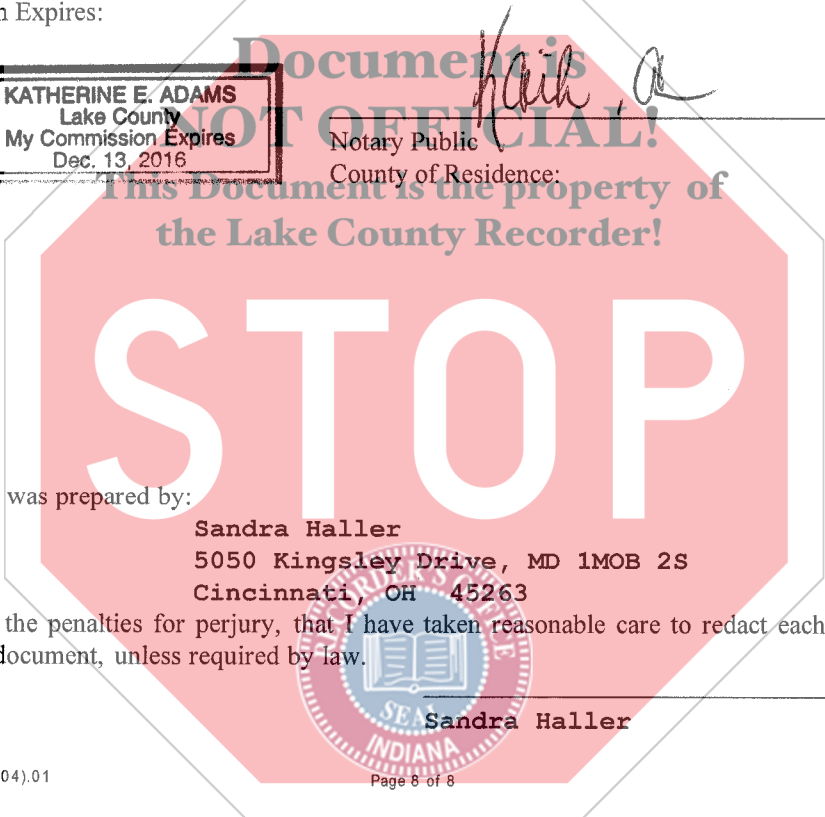 n Expires:
Document is
KATHERINE E. ADAMS
Lake County
My Commission Expires
Dec. 13, 2016
NOT OFFICIAL!
Notary Public
County of Residence:
This Document is the property of
the Lake County Recorder!
STOP
was prepared by:
Sandra Haller
5050 Kingsley Drive, MD 1MOB 2S
Cincinnati, OH 45263
the penalties for perjury, that I have taken reasonable care to redact each
document, unless required by law.
RECORDER'S OFFICE
SEAL
INDIANA
Sandra Haller
04).01
Page 8 of 8